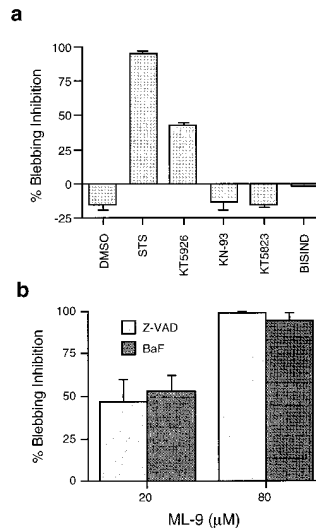 a
% Blebbing Inhibition
100
75
50
25
0
-25
DMSO
STS
KT5926
KN-93
KT5823
BISIND
b
% Blebbing Inhibition
100
75
50
25
0
Z-VAD
BaF
20
80
ML-9 (μM)